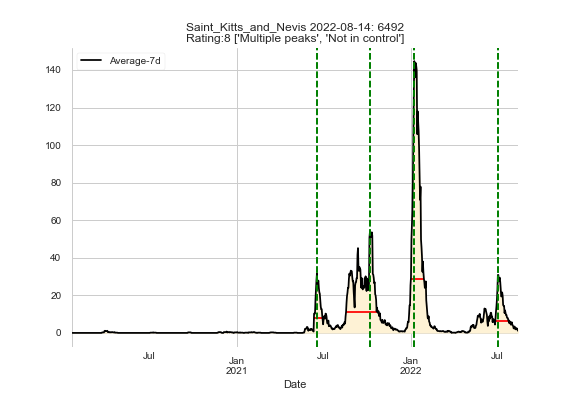 Saint_Kitts_and_Nevis 2022-08-14: 6492
Rating:8 ['Multiple peaks', 'Not in control']
Average-7d
140
120
100
80
60
40
20
0
Jul
Jan
2021
Jul
Jan
2022
Jul
Date